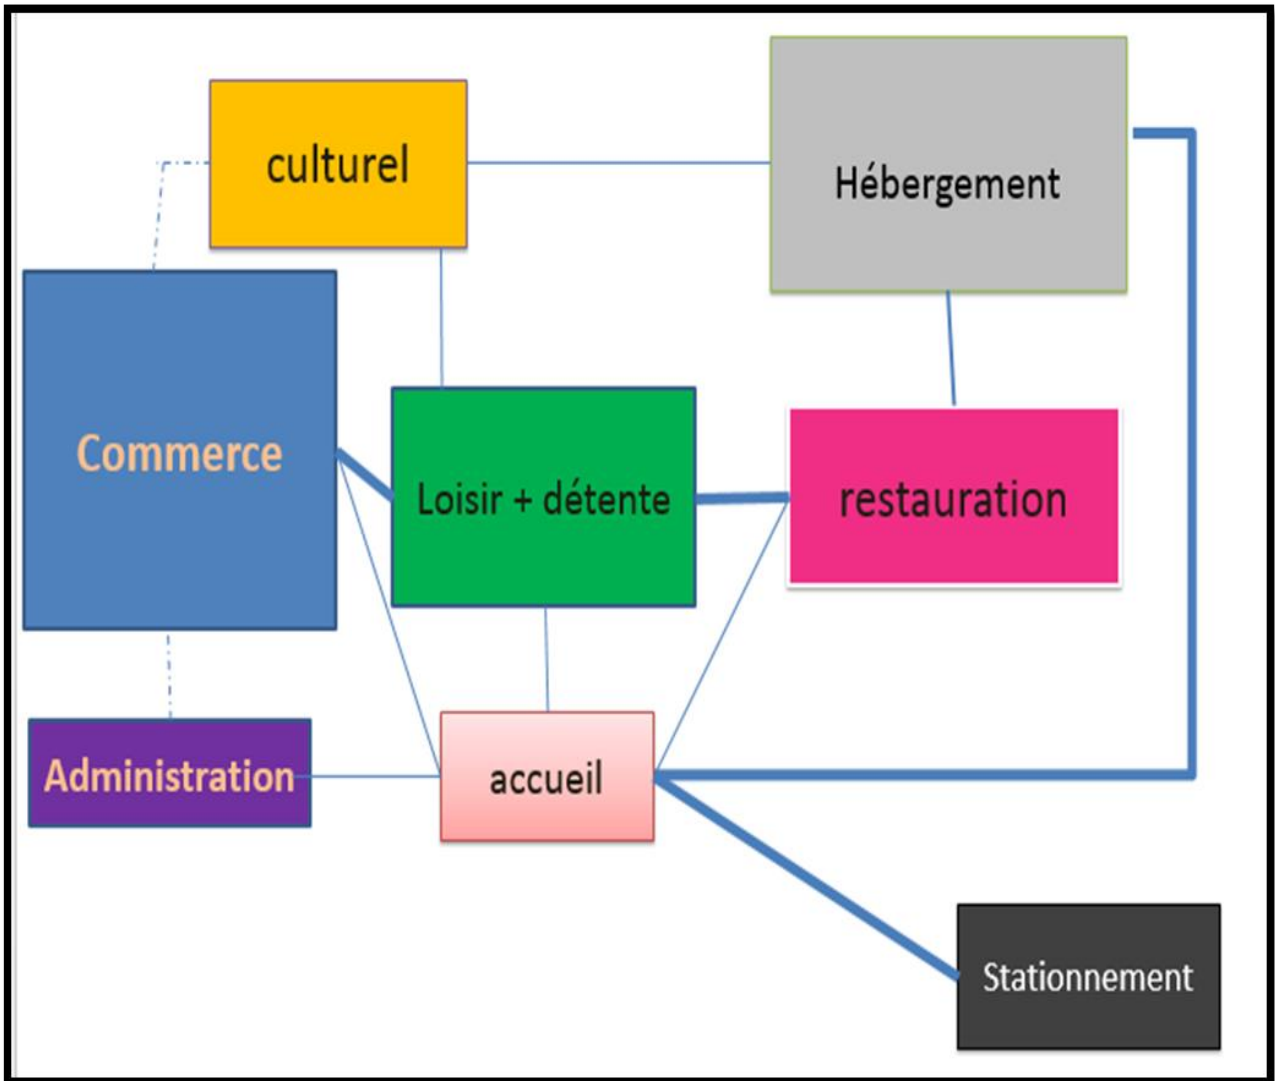 culturel
Hébergement
Commerce
Loisir + détente
restauration
Administration
accueil
Stationnement